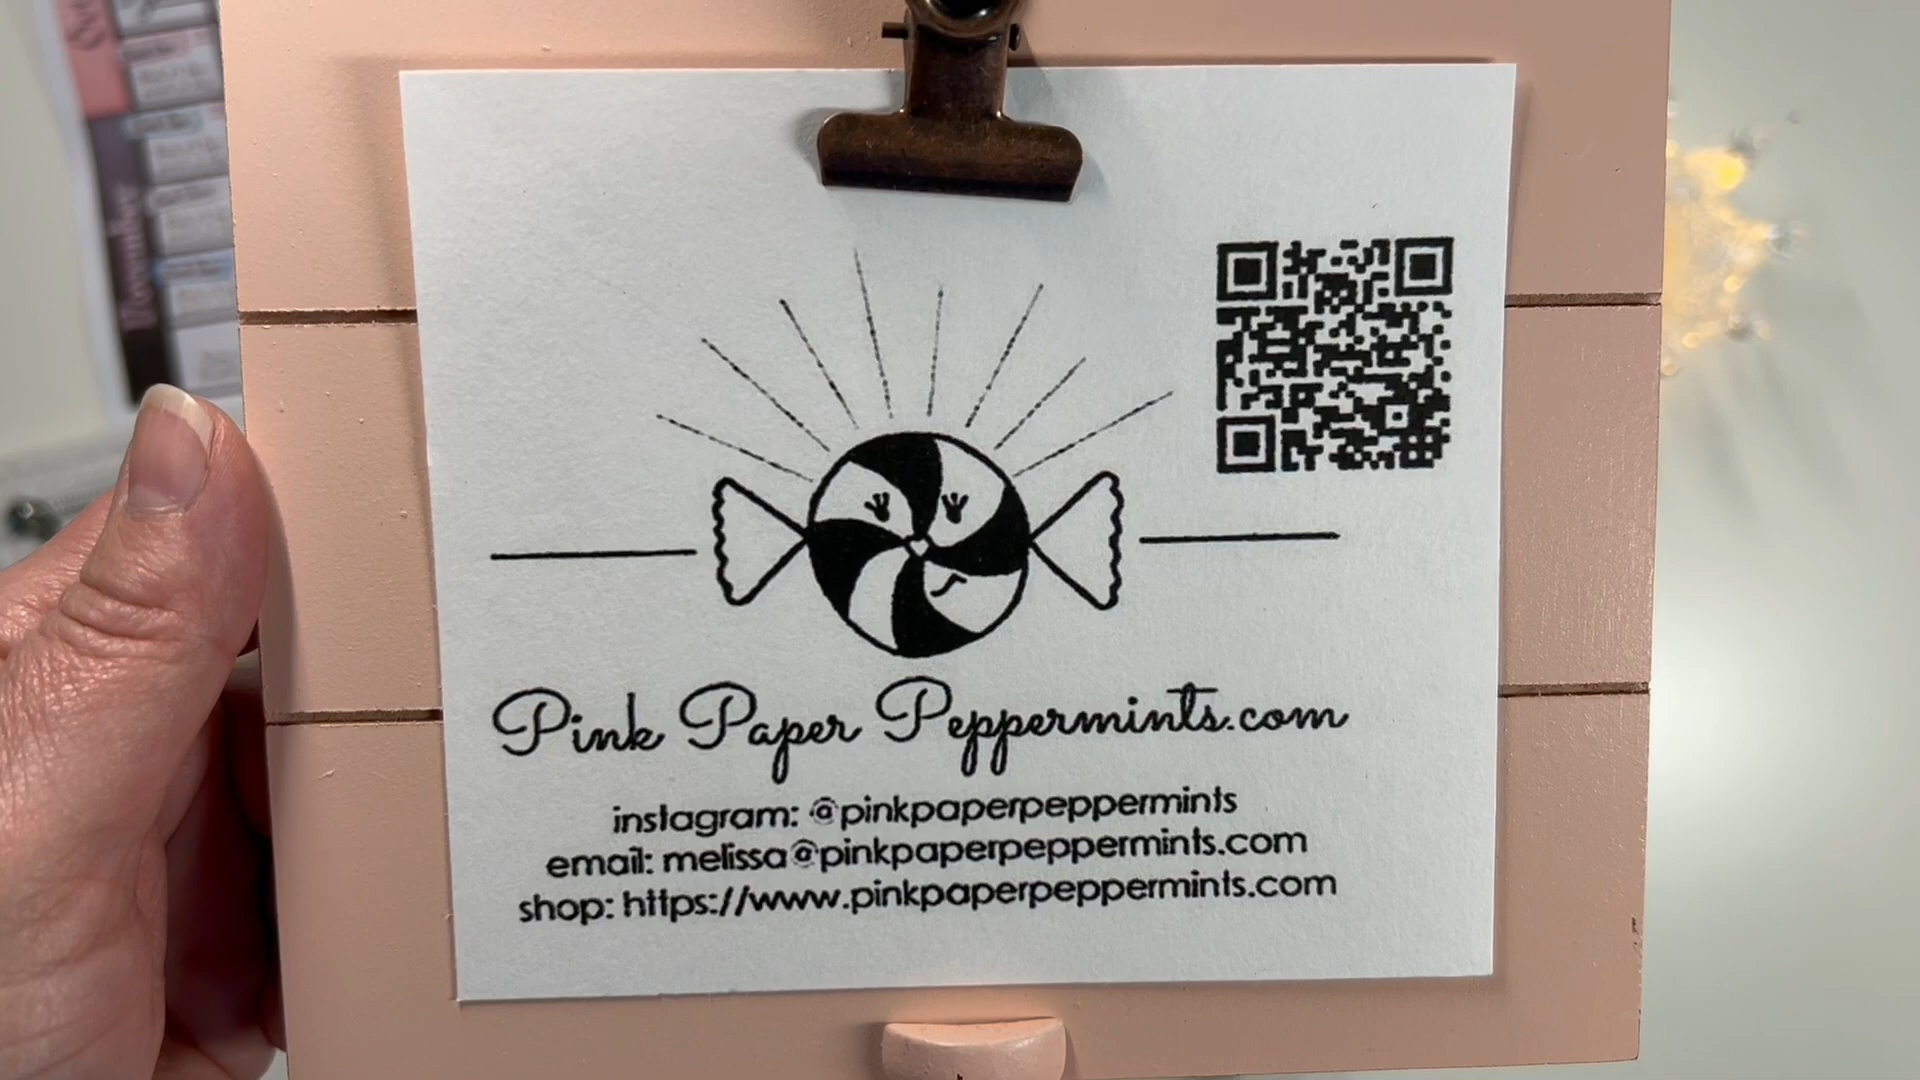 Pink Paper Peppermints.com
instagram: @pinkpaperpeppermints
email: melissa@pinkpaperpeppermints.com
shop: https://www.pinkpaperpeppermints.com